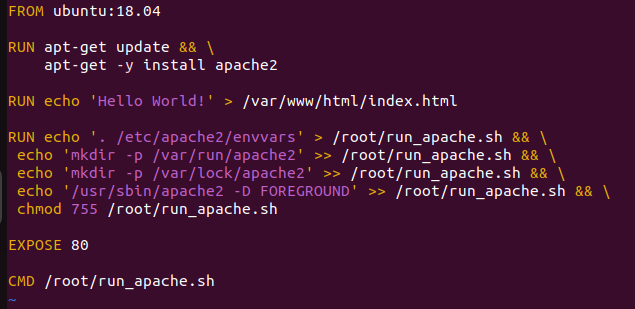 FROM ubuntu:18.04
RUN apt-get update && \
    apt-get -y install apache2
RUN echo 'Hello World!' > /var/www/html/index.html
RUN echo '. /etc/apache2/envvars' > /root/run_apache.sh && \
 echo 'mkdir -p /var/run/apache2' >> /root/run_apache.sh && \
 echo 'mkdir -p /var/lock/apache2' >> /root/run_apache.sh && \
 echo '/usr/sbin/apache2 -D FOREGROUND' >> /root/run_apache.sh && \
 chmod 755 /root/run_apache.sh
EXPOSE 80
CMD /root/run_apache.sh
~